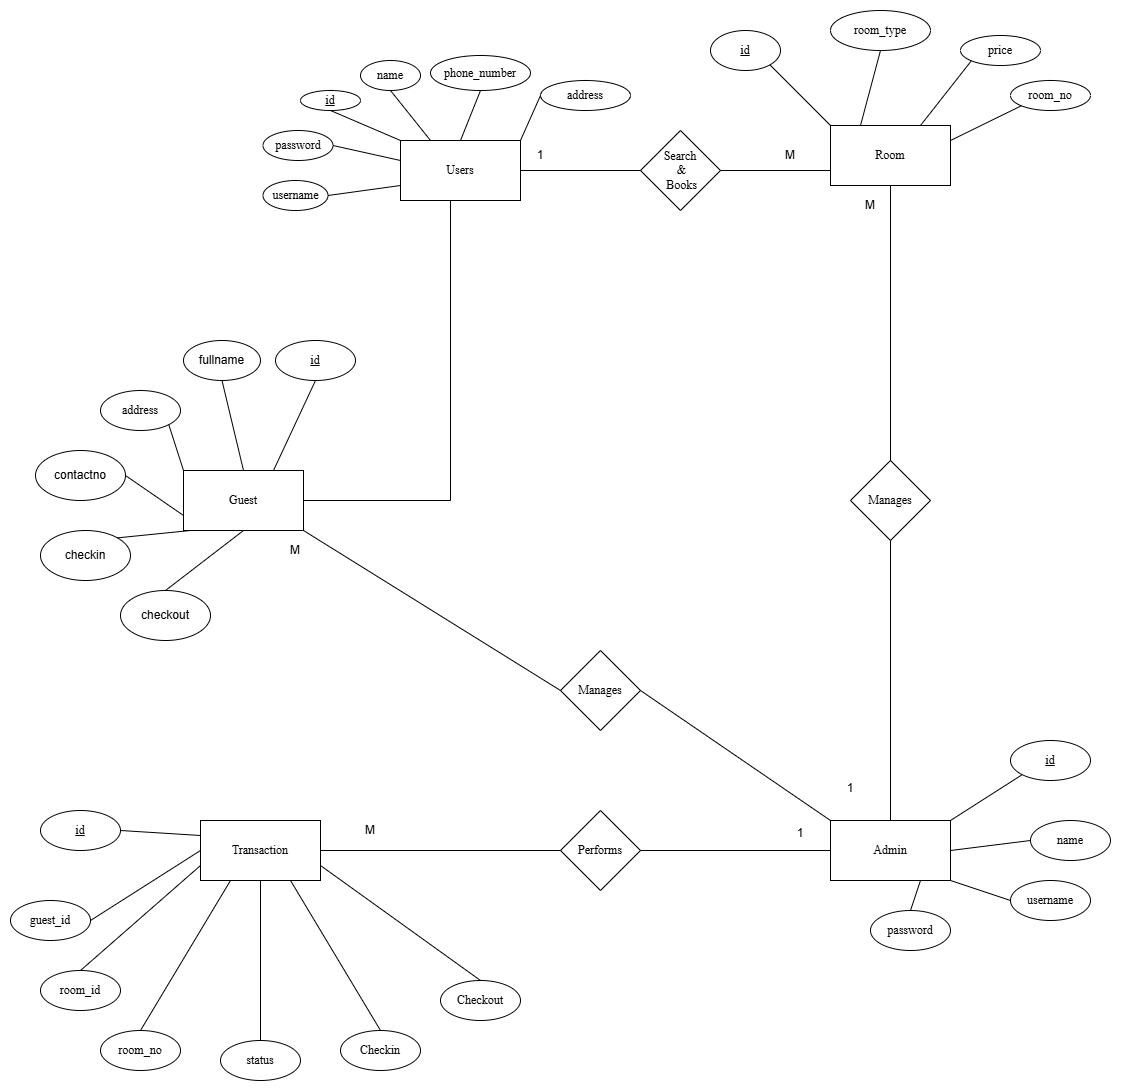 room_type
id
price
phone_number
name
room_no
address
id
password
Users
1
Search
&
Books
M
Room
username
M
fullname
id
address
contactno
Guest
Manages
M
checkin
checkout
Manages
id
1
id
M
1
Transaction
Performs
Admin
name
username
guest_id
password
room_id
Checkout
room_no
status
Checkin